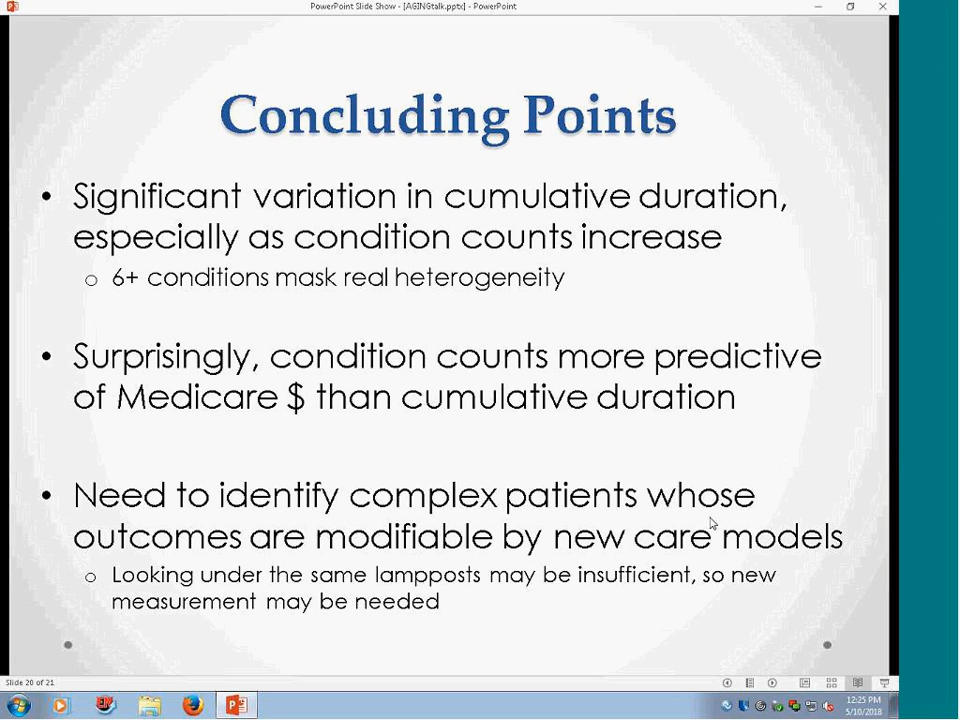 PowerPoint Slide Show - [AGINGtalk.pptx] - PowerPoint
Concluding Points
• Significant variation in cumulative duration,
especially as condition counts increase
o 6+ conditions mask real heterogeneity
• Surprisingly, condition counts more predictive
of Medicare $ than cumulative duration
• Need to identify complex patients whose
outcomes are modifiable by new care models
o Looking under the same lampposts may be insufficient, so new
measurement may be needed
Slide 20 of 21
12:25 PM
5/10/2018